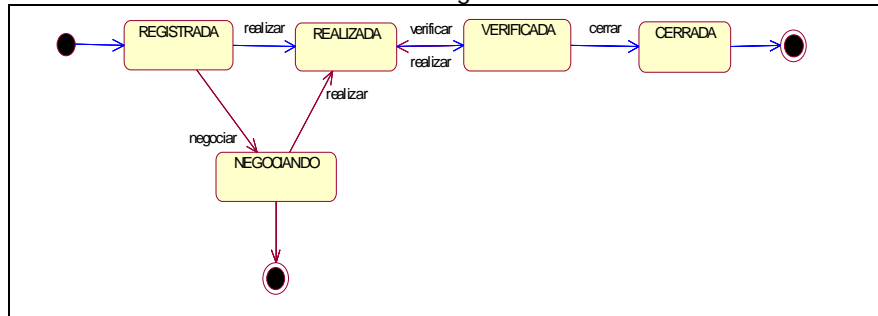 REGISTRADA
realizar
REALIZADA
verificar
realizar
VERIFICADA
cerrar
CERRADA
realizar
negociar
NEGOCIANDO